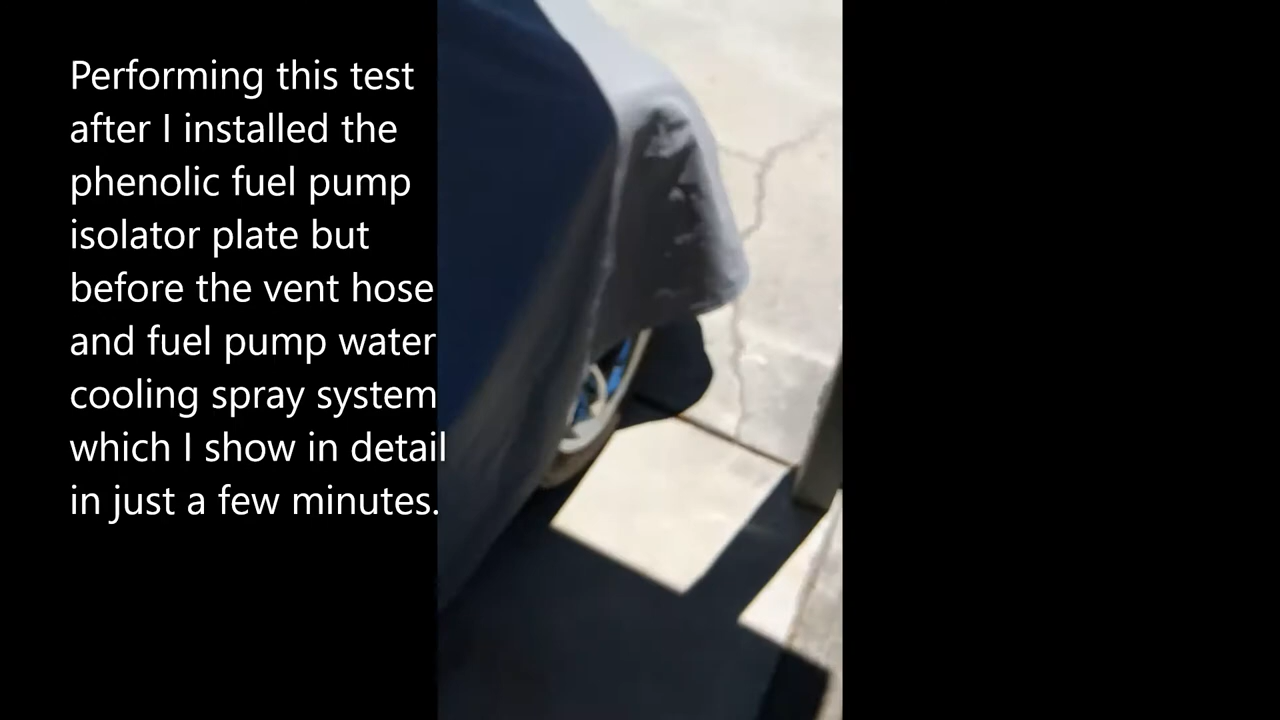 Performing this test
after I installed the
phenolic fuel pump
isolator plate but
before the vent hose
and fuel pump water
cooling spray system
which I show in detail
in just a few minutes.